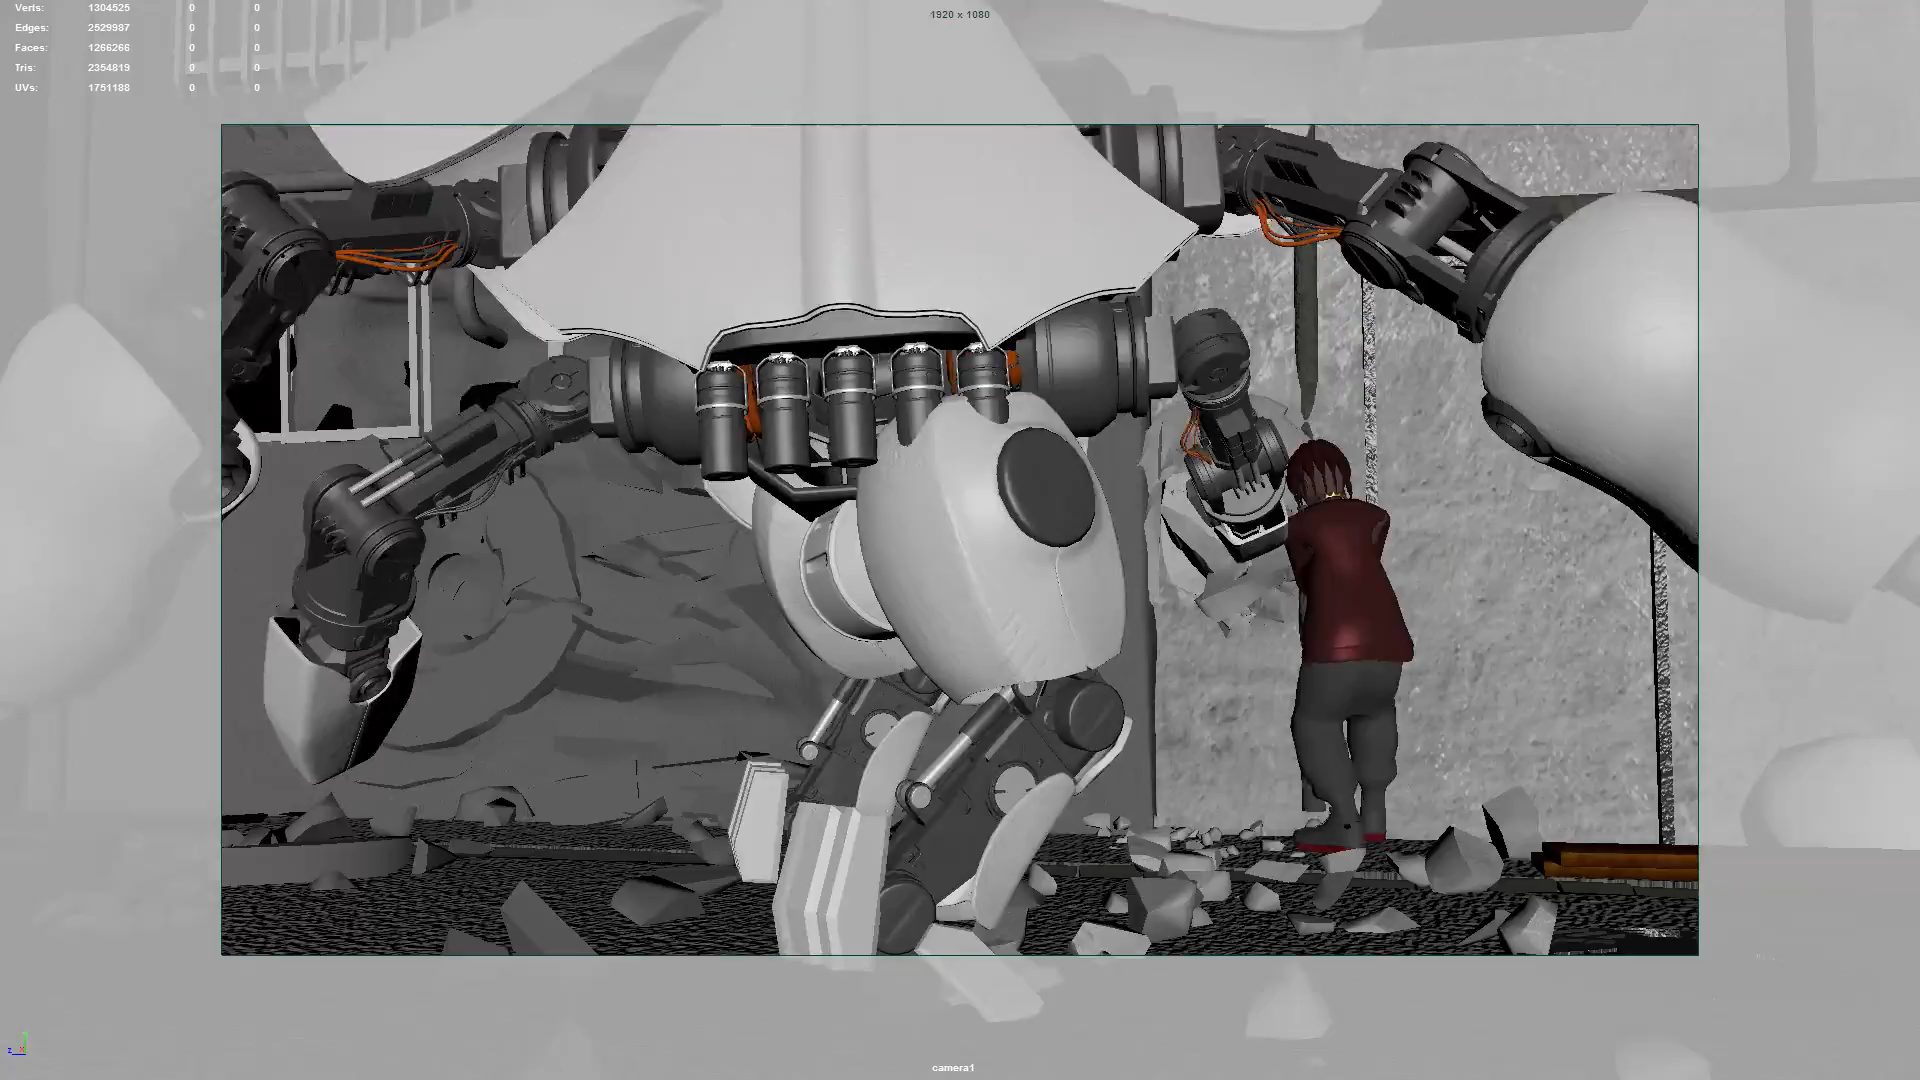 Verts: 1304525 0 0
Edges: 2529987 0 0
Faces: 1266266 0 0
Tris: 2354819 0 0
UVs: 1751188 0 0
1920 x 1080
z x
camera1